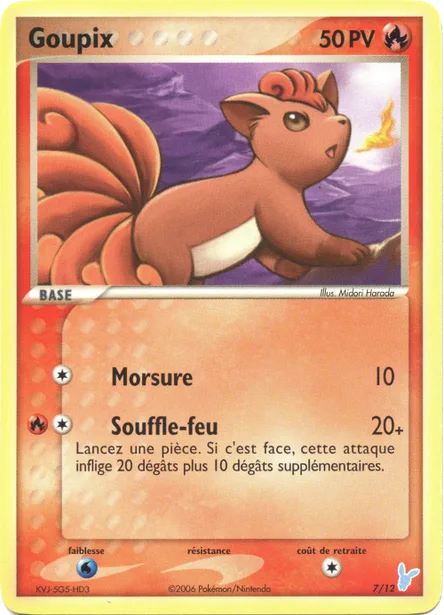 Goupix 50 PV
BASE
Illus. Midori Harada
Morsure 10
Souffle-feu 20+
Lancez une pièce. Si c'est face, cette attaque
inflige 20 dégâts plus 10 dégâts supplémentaires.
faiblesse résistance coût de retraite
KVJ-5G5-HD3 ©2006 Pokémon/Nintendo 7/12